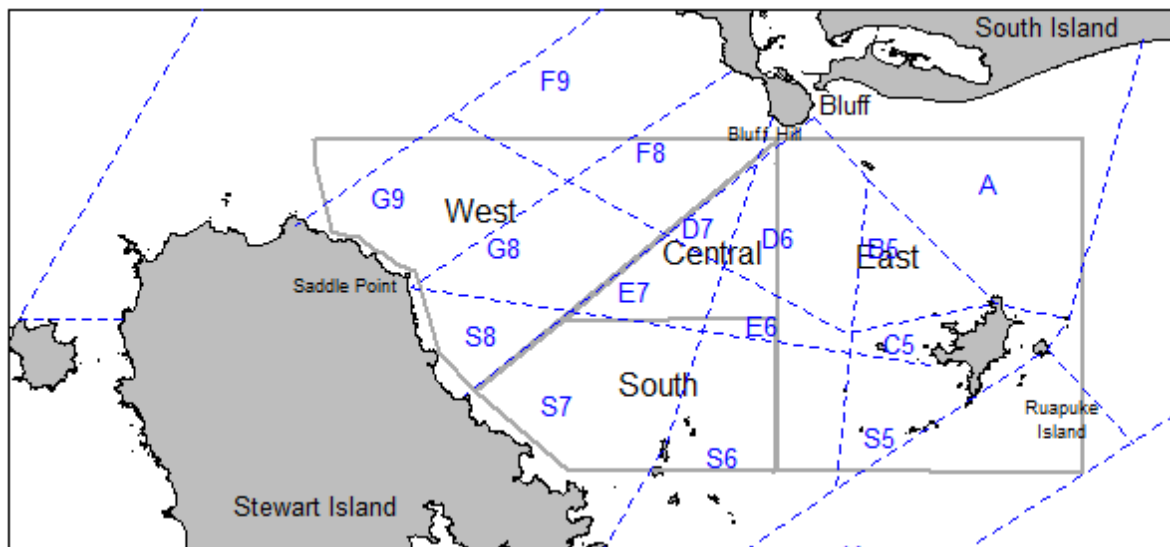 South Island
F9
Bluff
Bluff Hill
F8
A
G9
West
D7
D6
B5
G8
Central
East
Saddle Point
E7
E6
S8
C5
South
S7
Ruapuke
Island
S5
S6
Stewart Island